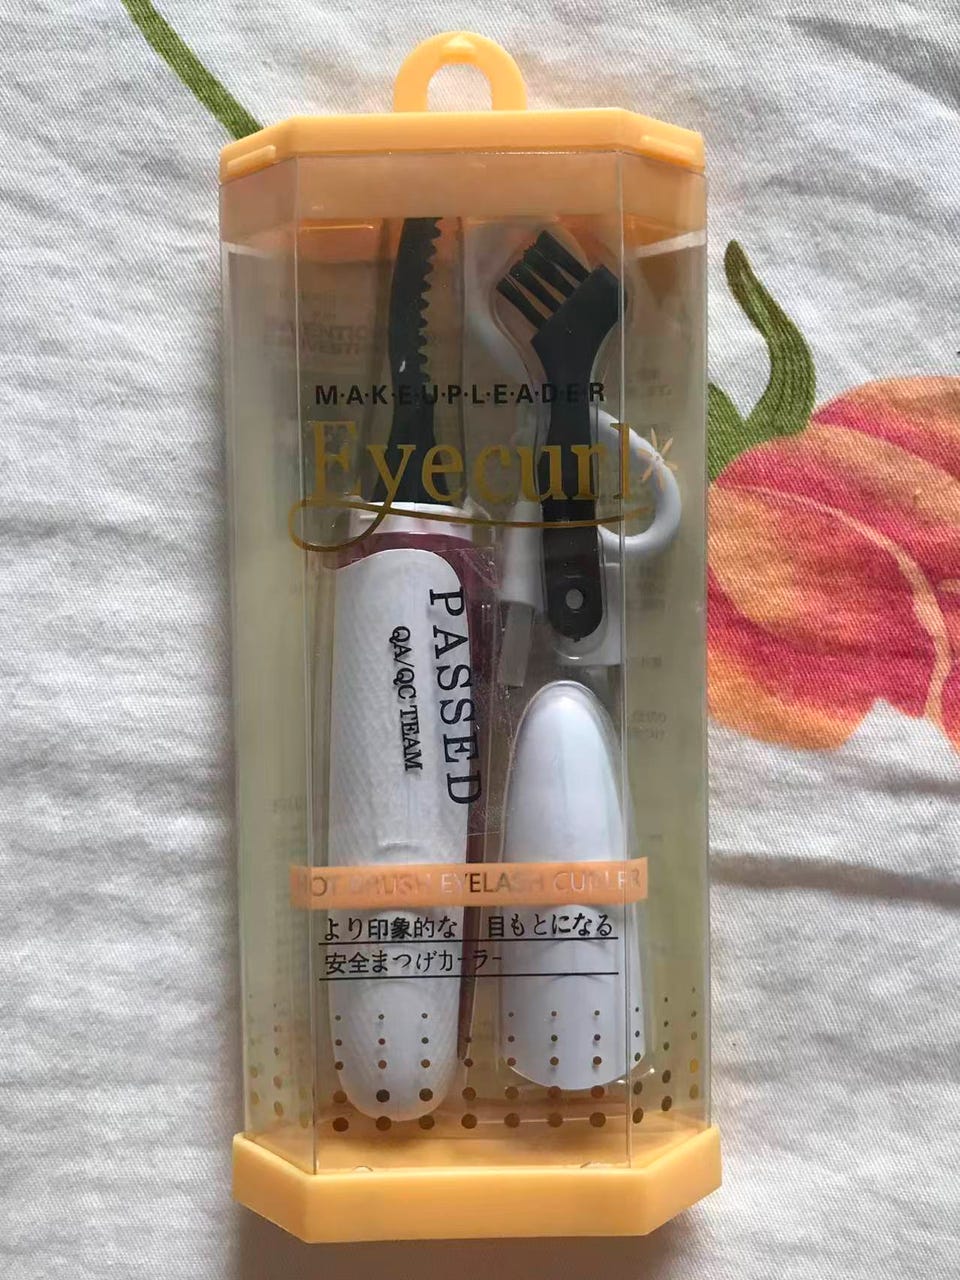 M·A·K·E·U·P·L·E·A·D·E·R
Eyecurl
PASSED
QA/QC TEAM
HOT BRUSH EYELASH CURLER
より印象的な 目もとになる
安全まつげカーラー